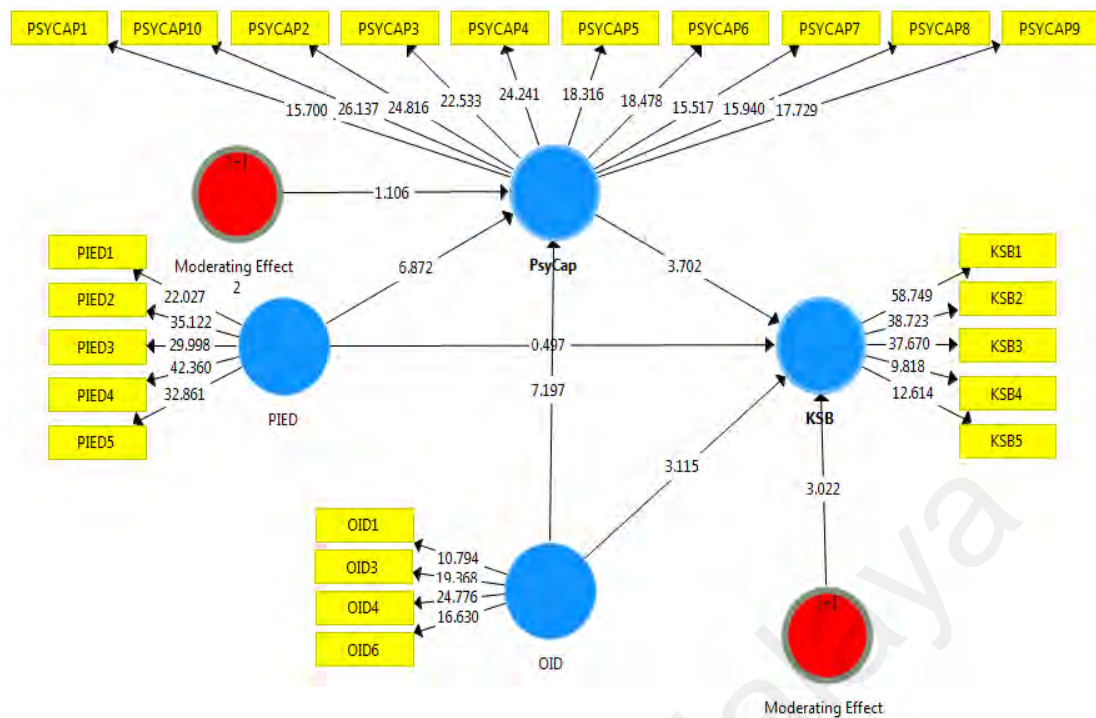 PSYCAP1 PSYCAP10 PSYCAP2 PSYCAP3 PSYCAP4 PSYCAP5 PSYCAP6 PSYCAP7 PSYCAP8 PSYCAP9
15.700 26.137 24.816 22.533 24.241 18.316 18.478 15.517 15.940 17.729
1.106
Moderating Effect
2
PsyCap
6.872
3.702
PIED1
PIED2
PIED3
PIED4
PIED5
22.027
35.122
29.998
42.360
32.861
PIED
0.497
7.197
KSB
58.749
38.723
37.670
9.818
12.614
KSB1
KSB2
KSB3
KSB4
KSB5
3.115
3.022
OID1
OID3
OID4
OID6
10.794
19.368
24.776
16.630
OID
Moderating Effect